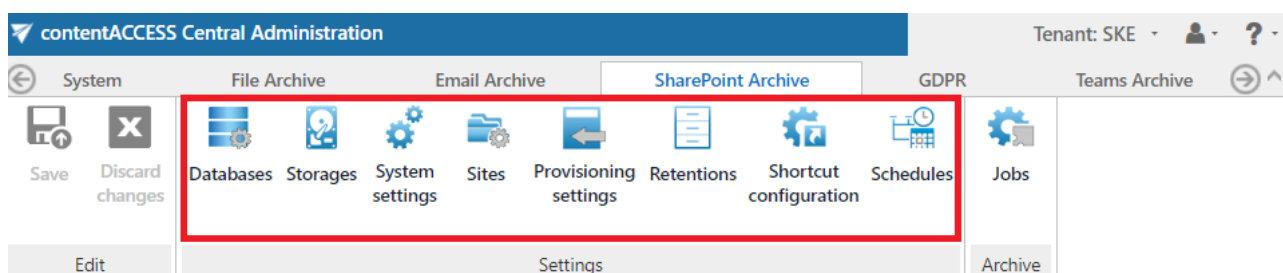 contentACCESS Central Administration
Tenant: SKE
?
System
File Archive
Email Archive
SharePoint Archive
GDPR
Teams Archive
Save
Discard
changes
Databases
Storages
System
settings
Sites
Provisioning
settings
Retentions
Shortcut
configuration
Schedules
Jobs
Edit
Settings
Archive